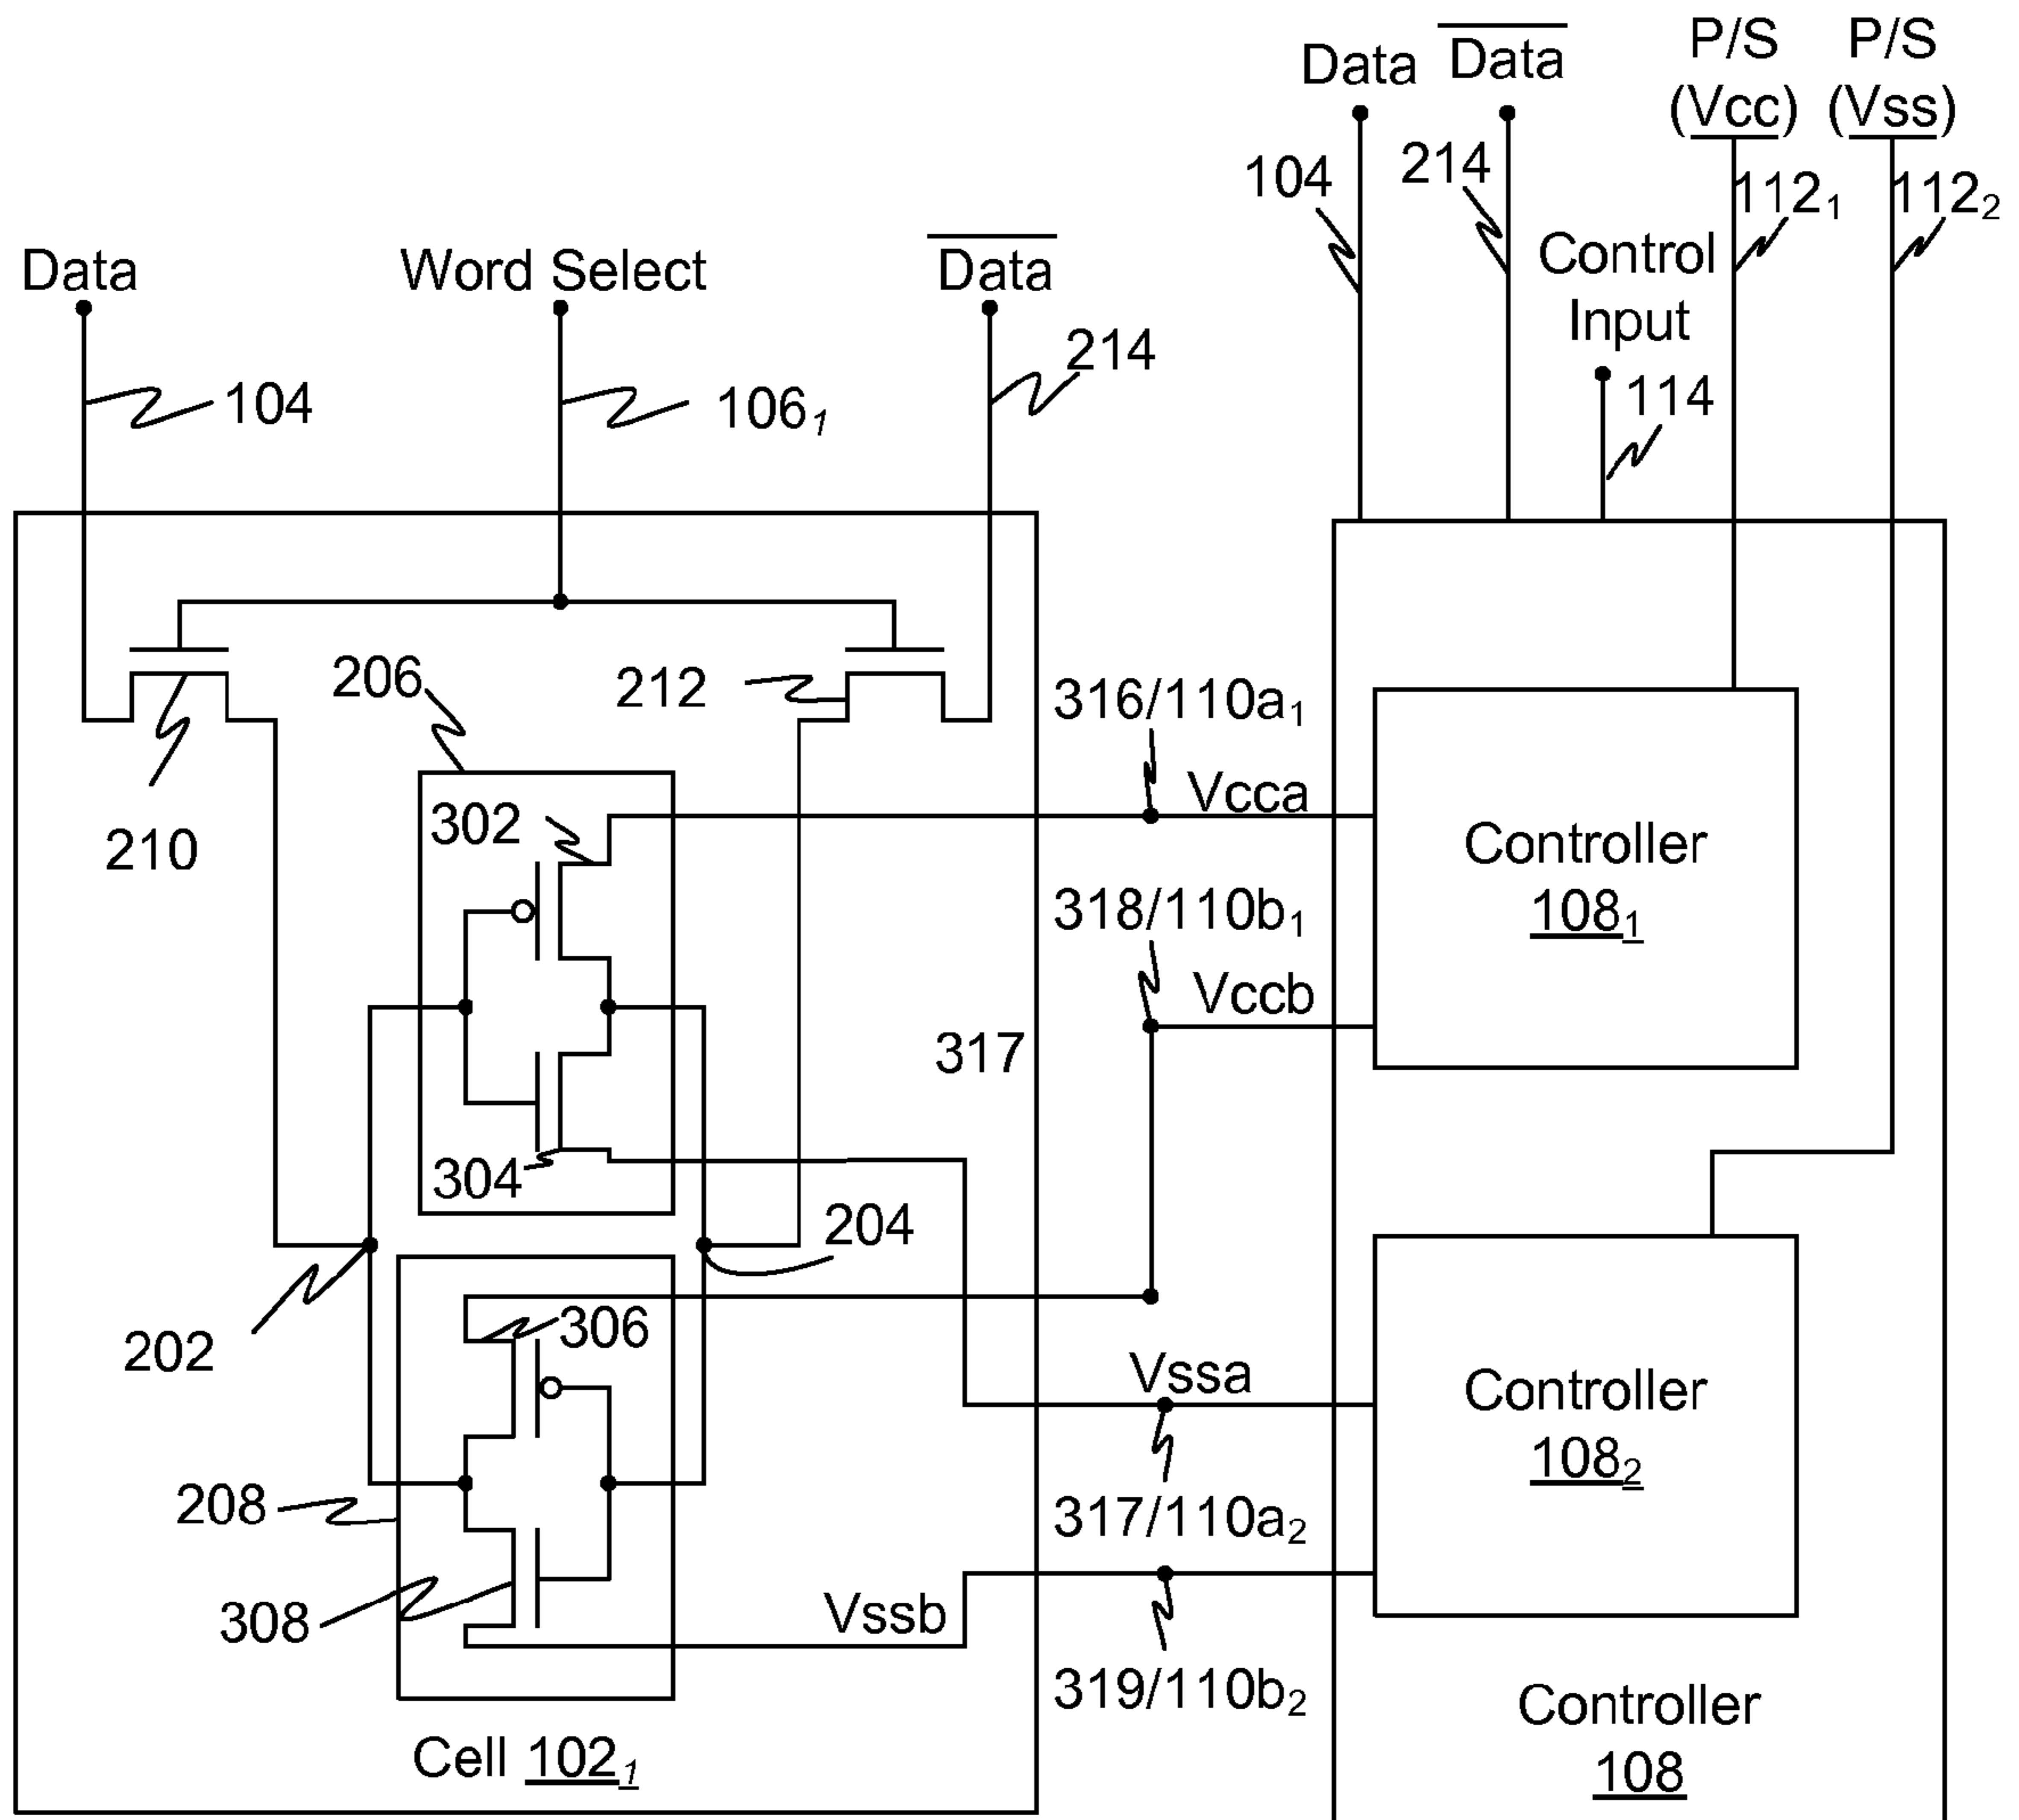 Data
Data
P/S
(Vcc)
P/S
(Vss)
104
214
112₁
112₂
Control
Input
114
Data
Word Select
Data
104
106₁
214
206
212
210
302
304
317
204
202
306
208
308
316/110a₁
Vcca
318/110b₁
Vccb
Vssa
317/110a₂
Vssb
319/110b₂
Controller
108₁
Controller
108₂
Controller
108
Cell 102₁